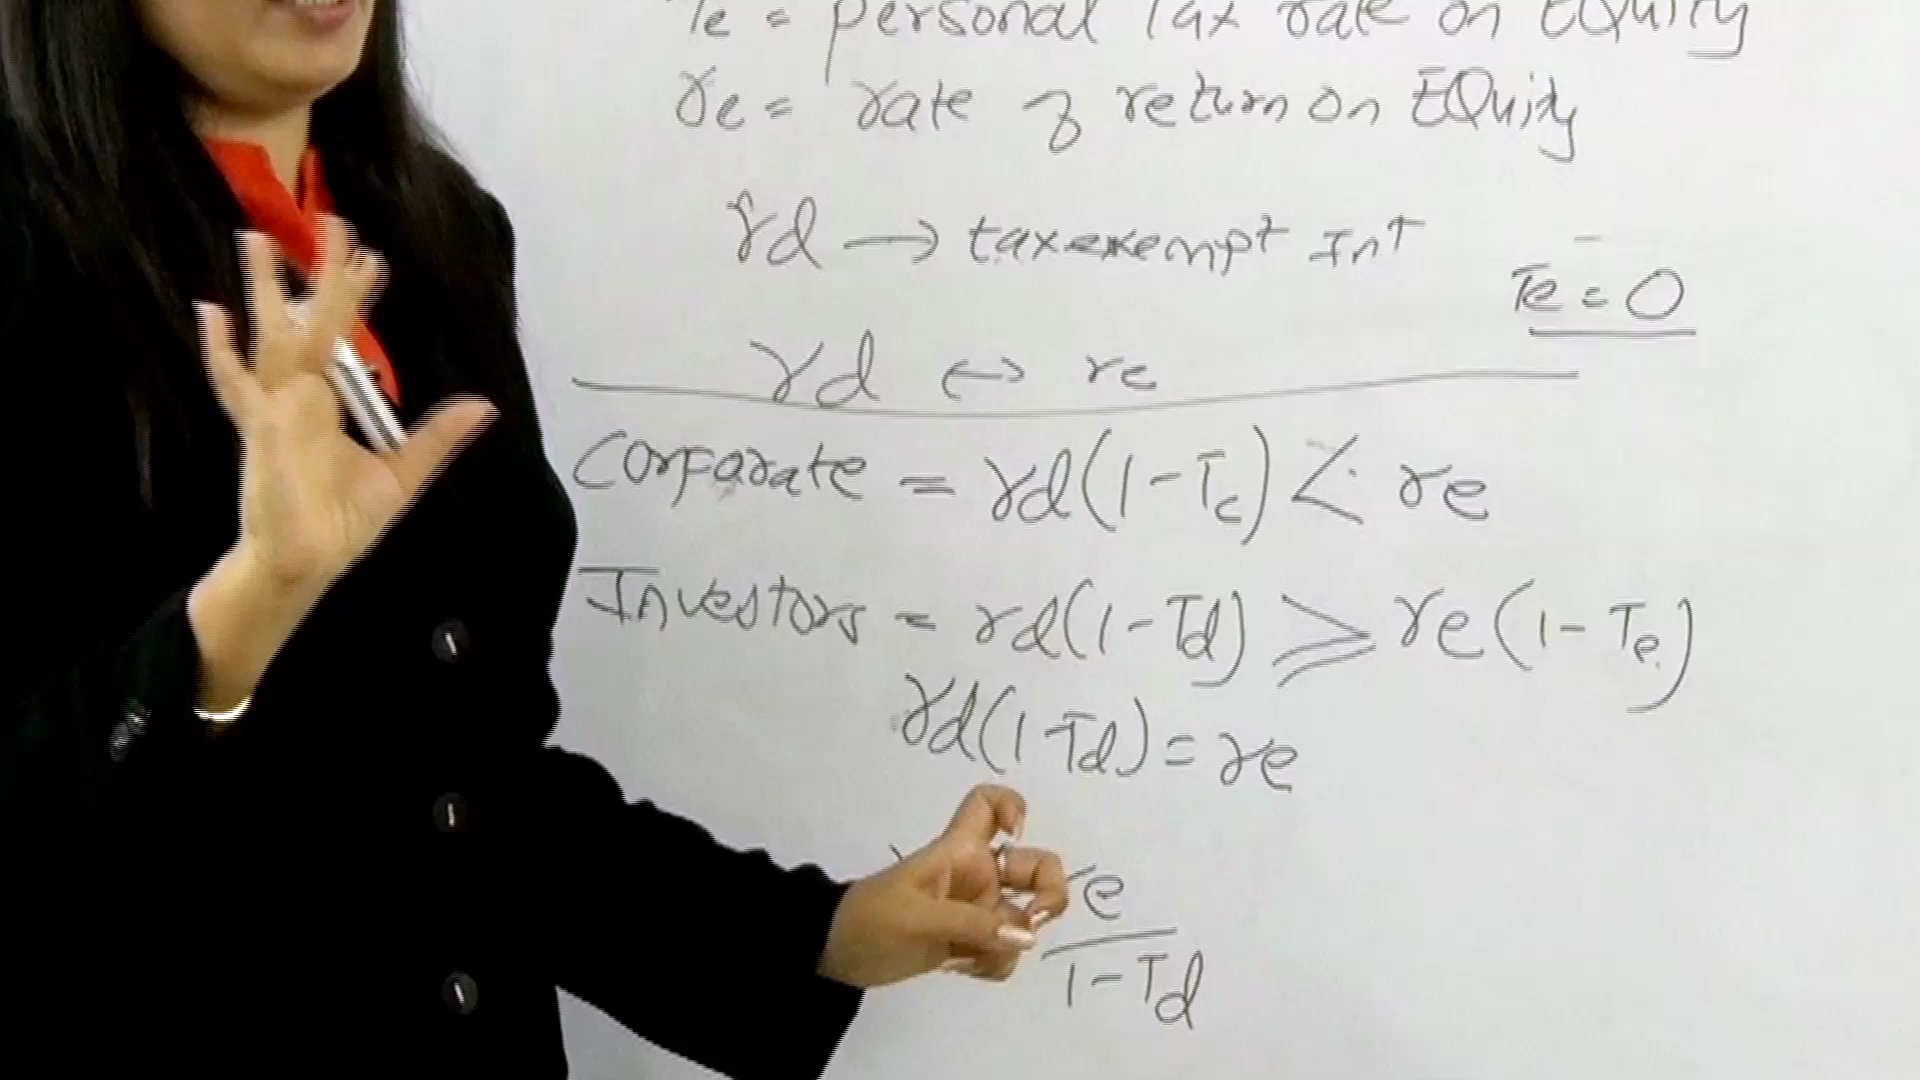 Te = personal Tax rate on EQuity
re = rate of return on EQuity
rd → taxexempt Int
Te = 0
rd ↔ re
Corporate = rd(1-Tc) < re
Investors = rd(1-Td) ⩾ re(1-Te)
rd(1-Td) = re
re
1-Td